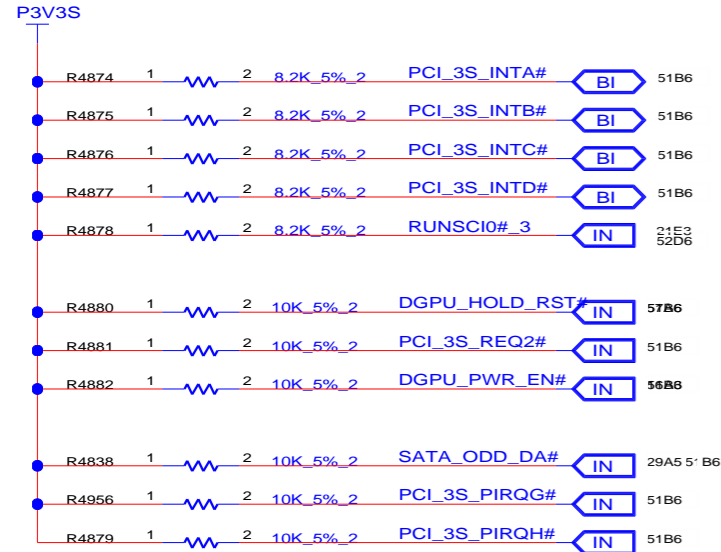 P3V3S
R4874 1 2 8.2K_5%_2 PCI_3S_INTA# BI 51B6
R4875 1 2 8.2K_5%_2 PCI_3S_INTB# BI 51B6
R4876 1 2 8.2K_5%_2 PCI_3S_INTC# BI 51B6
R4877 1 2 8.2K_5%_2 PCI_3S_INTD# BI 51B6
R4878 1 2 8.2K_5%_2 RUNSCI0#_3 IN 21E3
52D6
R4880 1 2 10K_5%_2 DGPU_HOLD_RST# IN
R4881 1 2 10K_5%_2 PCI_3S_REQ2# IN 51B6
R4882 1 2 10K_5%_2 DGPU_PWR_EN# IN
R4838 1 2 10K_5%_2 SATA_ODD_DA# IN 29A5 51B6
R4956 1 2 10K_5%_2 PCI_3S_PIRQG# IN 51B6
R4879 1 2 10K_5%_2 PCI_3S_PIRQH# IN 51B6